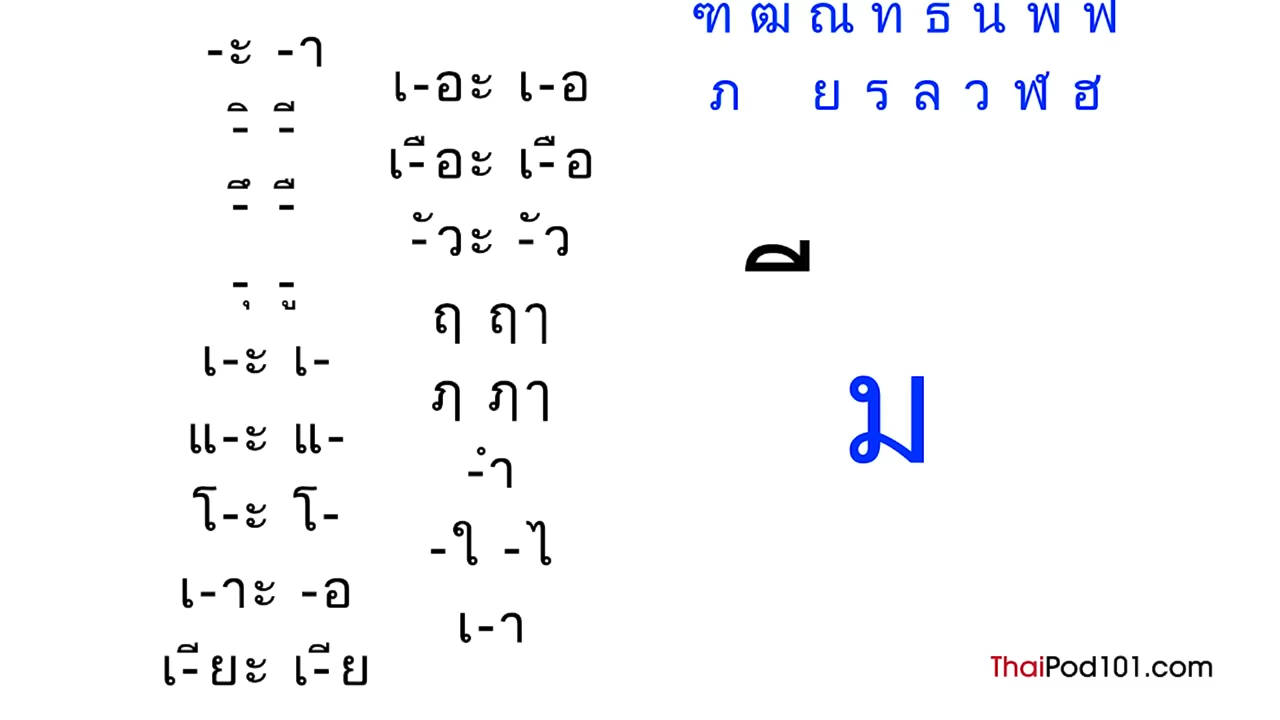 -ะ -า
-ิ -ี
-ึ -ื
-ุ -ู
เ-ะ เ-
แ-ะ แ-
โ-ะ โ-
เ-าะ -อ
เ-ียะ เ-ีย
เ-อะ เ-อ
เ-ือะ เ-ือ
-ัวะ -ัว
ฤ ฤๅ
ฦ ฦๅ
-ำ
-ใ -ไ
เ-า
ฑ ฒ ณ ท ธ น พ ฟ
ภ ย ร ล ว ฬ ฮ
ี
ม
ThaiPod101.com